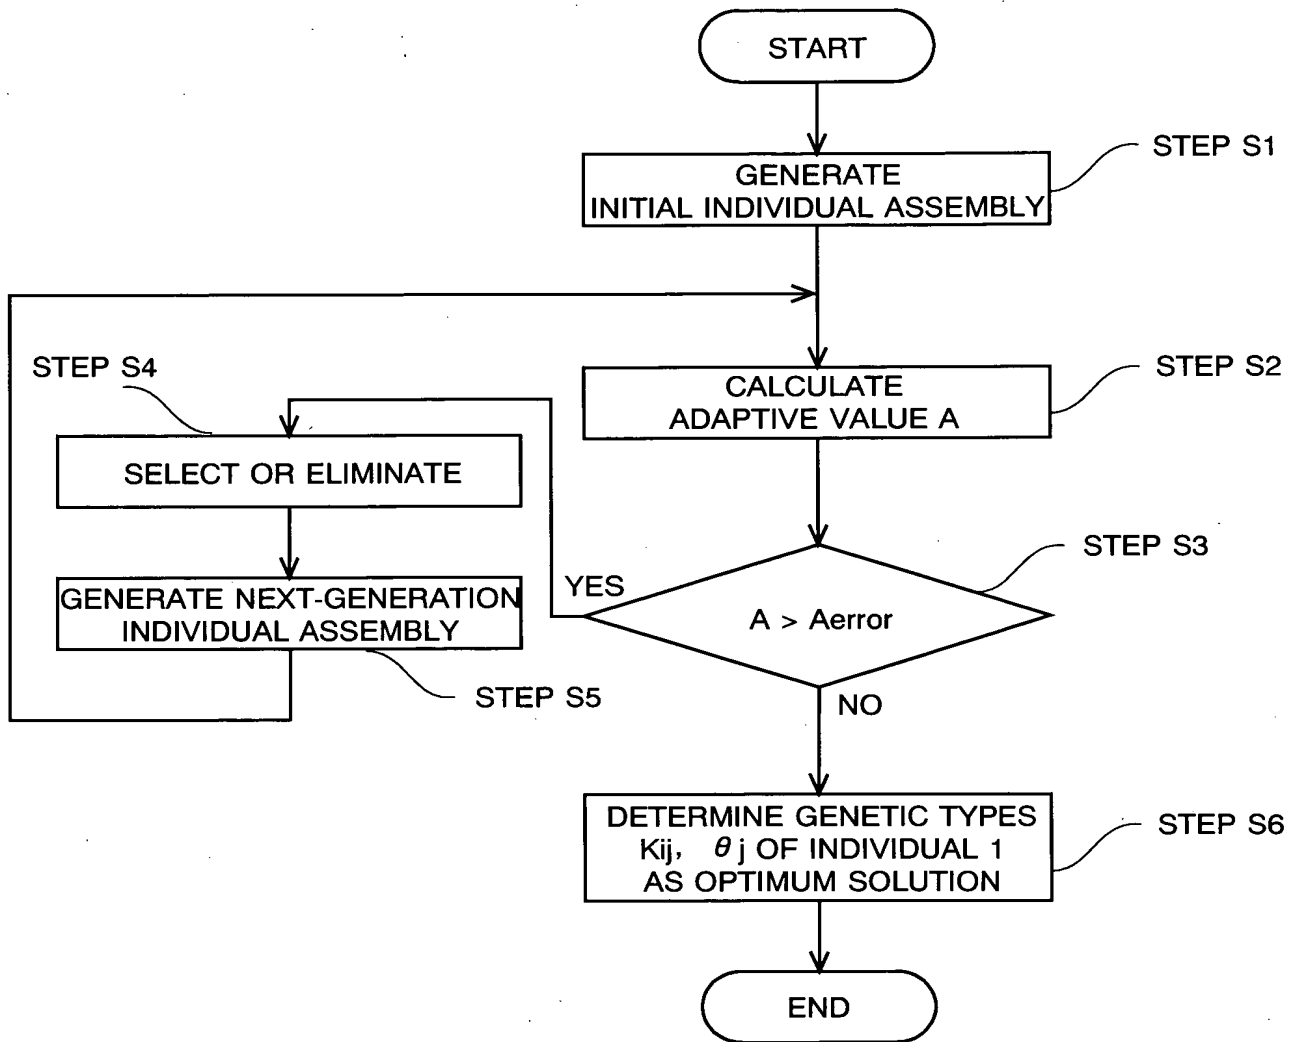 START
STEP S1
GENERATE
INITIAL INDIVIDUAL ASSEMBLY
STEP S4
STEP S2
CALCULATE
ADAPTIVE VALUE A
SELECT OR ELIMINATE
STEP S3
YES
A > Aerror
GENERATE NEXT-GENERATION
INDIVIDUAL ASSEMBLY
STEP S5
NO
DETERMINE GENETIC TYPES
Kij, θj OF INDIVIDUAL 1
AS OPTIMUM SOLUTION
STEP S6
END